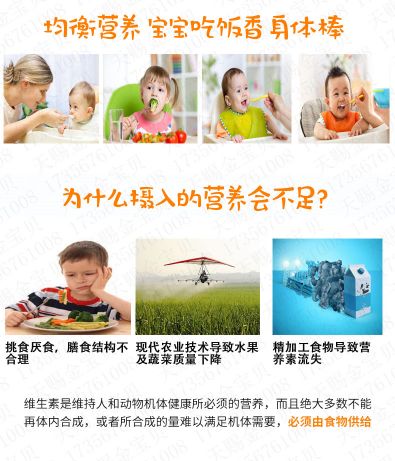 均衡营养 宝宝吃饭香 身体棒
为什么摄入的营养会不足?
挑食厌食，膳食结构不合理
现代农业技术导致水果及蔬菜质量下降
精加工食物导致营养素流失
维生素是维持人和动物机体健康所必须的营养，而且绝大多数不能
再体内合成，或者所合成的量难以满足机体需要，必须由食物供给